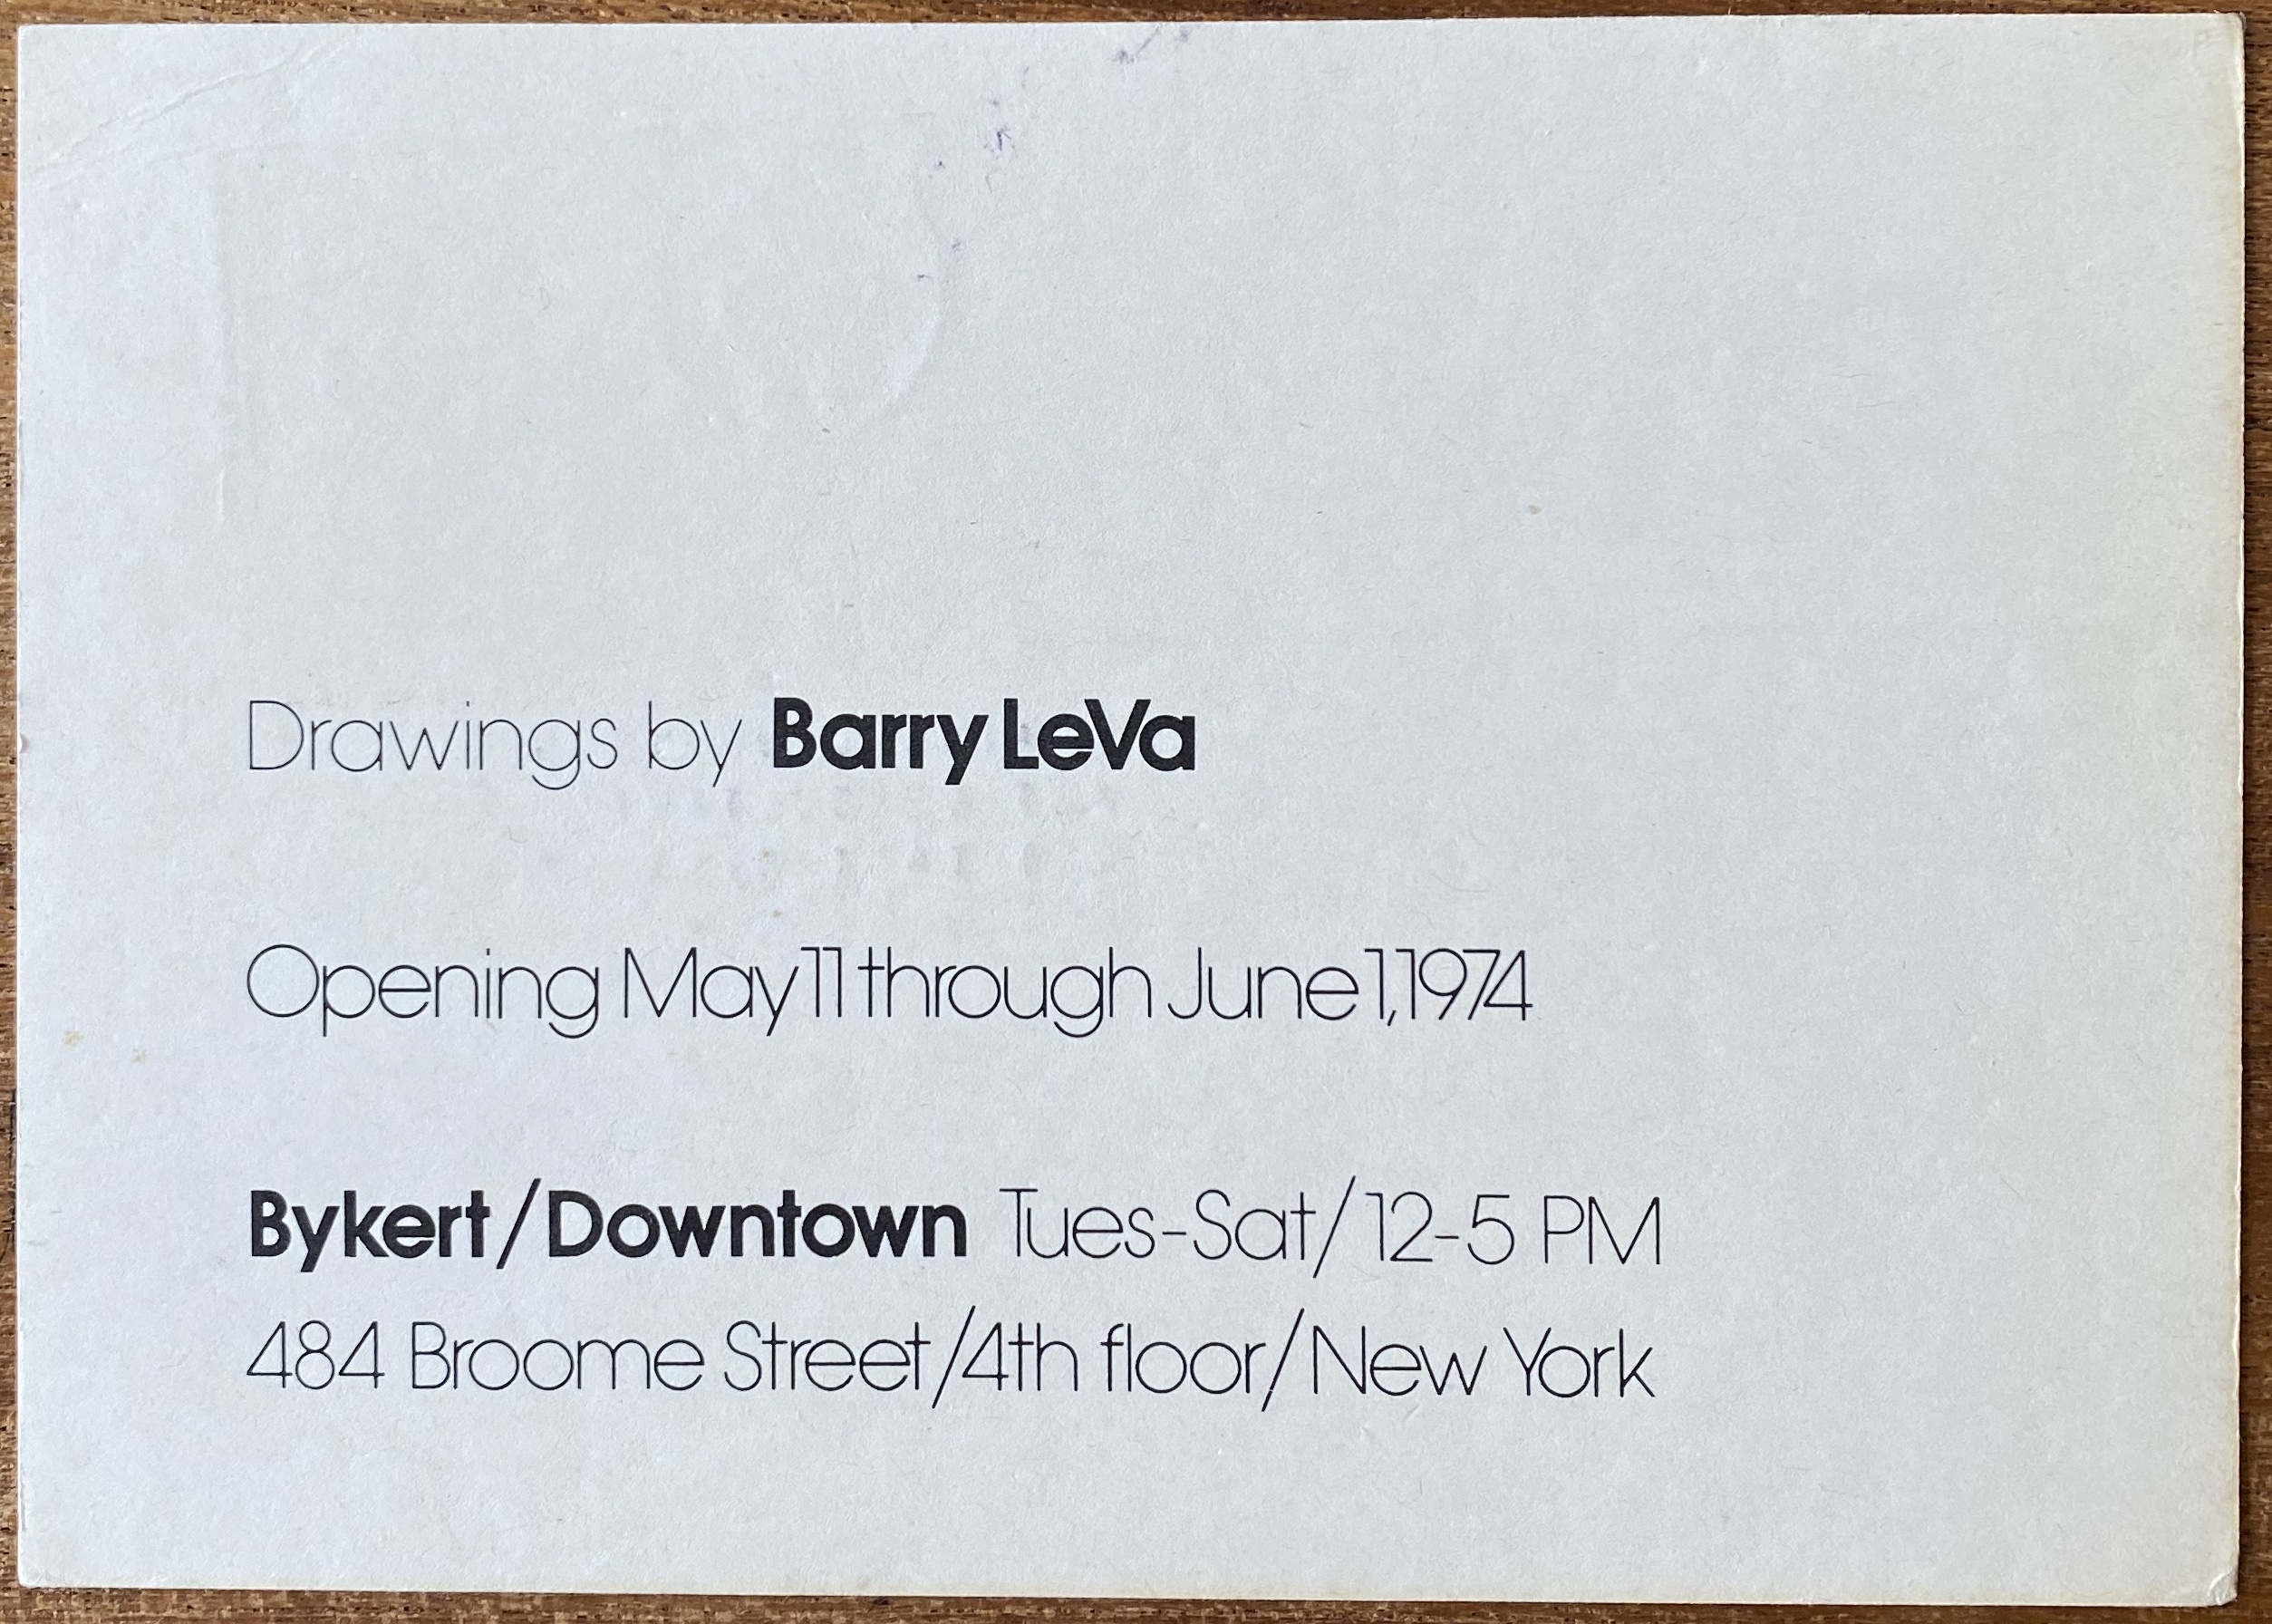 Drawings by Barry LeVa
Opening May 11 through June 1, 1974
Bykert/Downtown Tues-Sat/12-5 PM
484 Broome Street/4th floor/New York